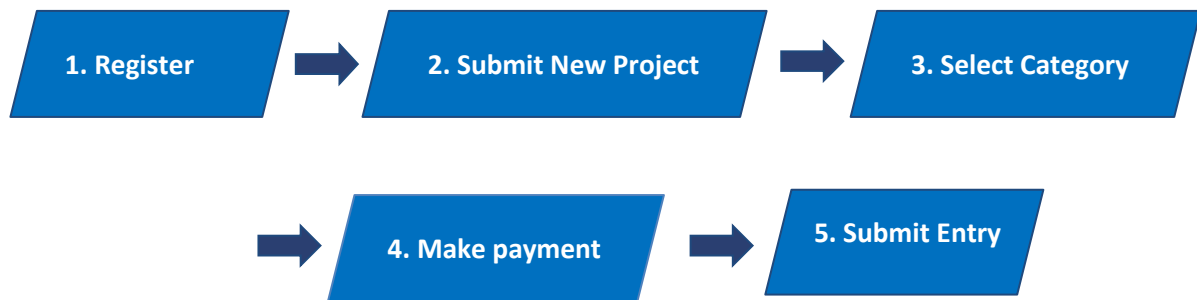 1. Register
2. Submit New Project
3. Select Category
4. Make payment
5. Submit Entry